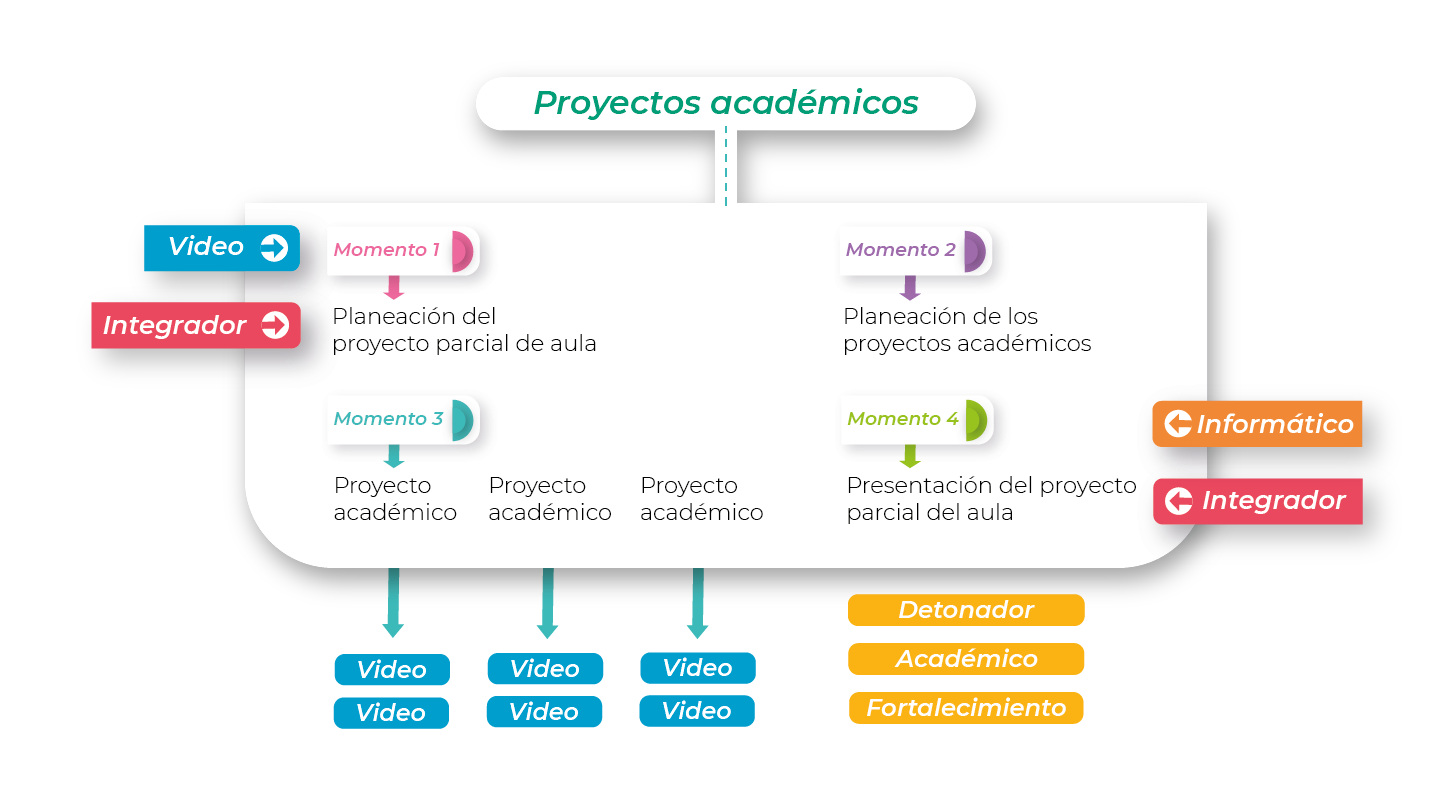 Proyectos académicos
Video
Integrador
Momento 1
Planeación del
proyecto parcial de aula
Momento 2
Planeación de los
proyectos académicos
Momento 3
Proyecto
académico
Proyecto
académico
Proyecto
académico
Momento 4
Presentación del proyecto
parcial del aula
Informático
Integrador
Video
Video
Video
Video
Video
Video
Detonador
Académico
Fortalecimiento